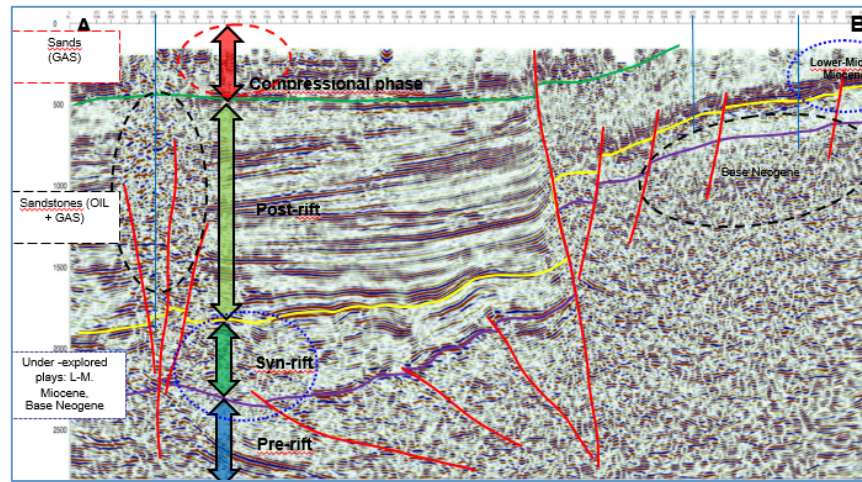 A
B
0
Sands
(GAS)
Compressional phase
Lower-Mid
Miocene
500
Base Neogene
1000
Sandstones (OIL
+ GAS)
Post-rift
1500
2000
Under -explored
plays: L-M.
Miocene,
Base Neogene
Syn-rift
2500
Pre-rift